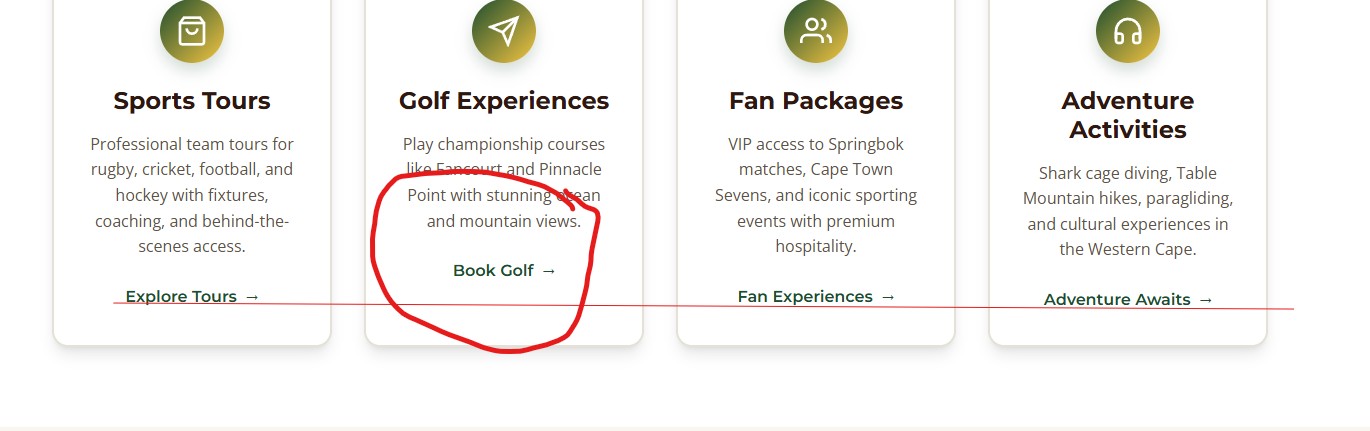 Sports Tours
Professional team tours for
rugby, cricket, football, and
hockey with fixtures,
coaching, and behind-the-
scenes access.
Explore Tours →
Golf Experiences
Play championship courses
like Fancourt and Pinnacle
Point with stunning ocean
and mountain views.
Book Golf →
Fan Packages
VIP access to Springbok
matches, Cape Town
Sevens, and iconic sporting
events with premium
hospitality.
Fan Experiences →
Adventure
Activities
Shark cage diving, Table
Mountain hikes, paragliding,
and cultural experiences in
the Western Cape.
Adventure Awaits →